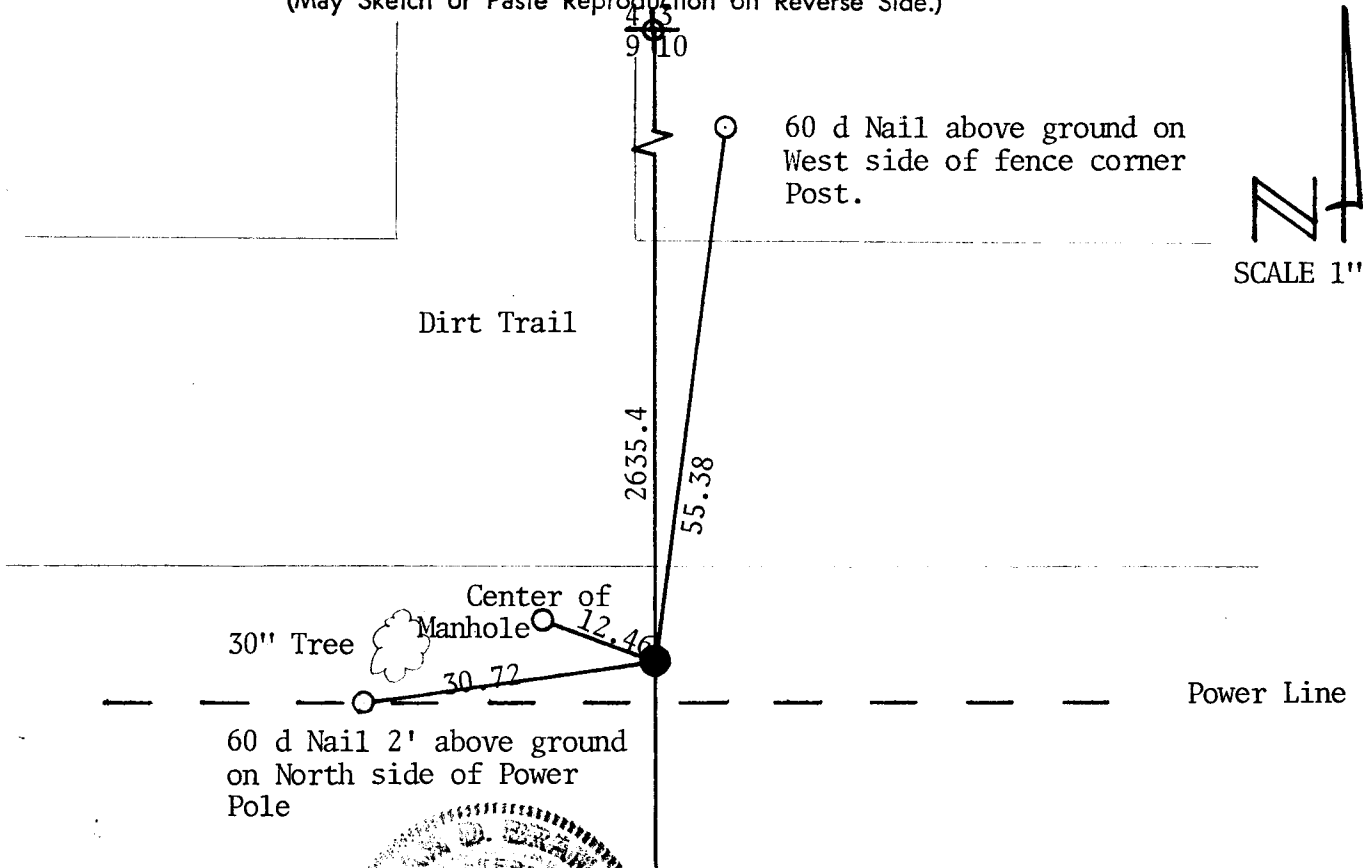 (May Sketch or Paste Reproduction on Reverse Side.)
4 3
9 10
60 d Nail above ground on
West side of fence corner
Post.
N
SCALE 1"
Dirt Trail
2635.4
55.38
Center of
Manhole
12.46
30" Tree
30.72
Power Line
60 d Nail 2' above ground
on North side of Power
Pole
D.